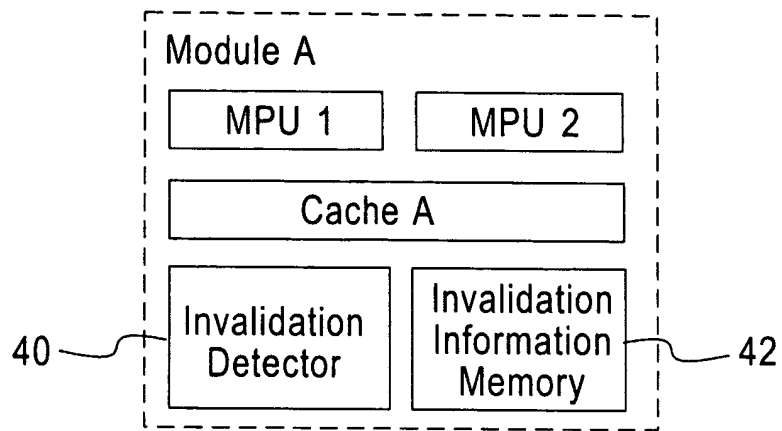 Module A
MPU 1
MPU 2
Cache A
Invalidation
Detector
Invalidation
Information
Memory
40
42